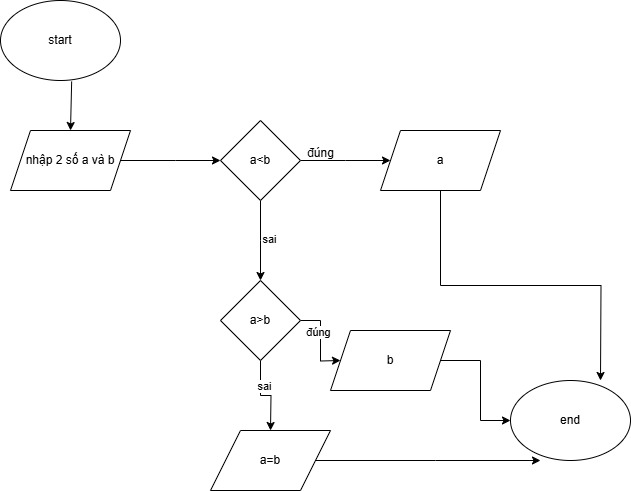 start
nhập 2 số a và b
a<b
đúng
a
sai
a>b
đúng
b
sai
a=b
end